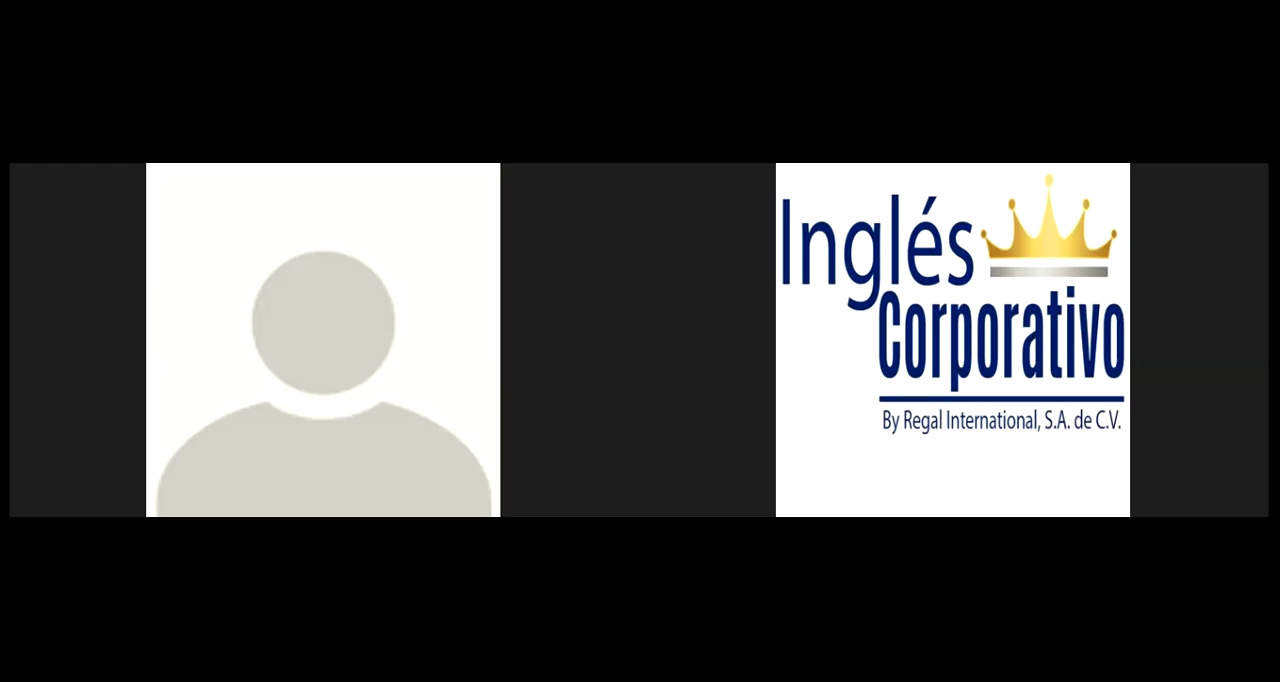 Inglés
Corporativo
By Regal International, S.A. de C.V.